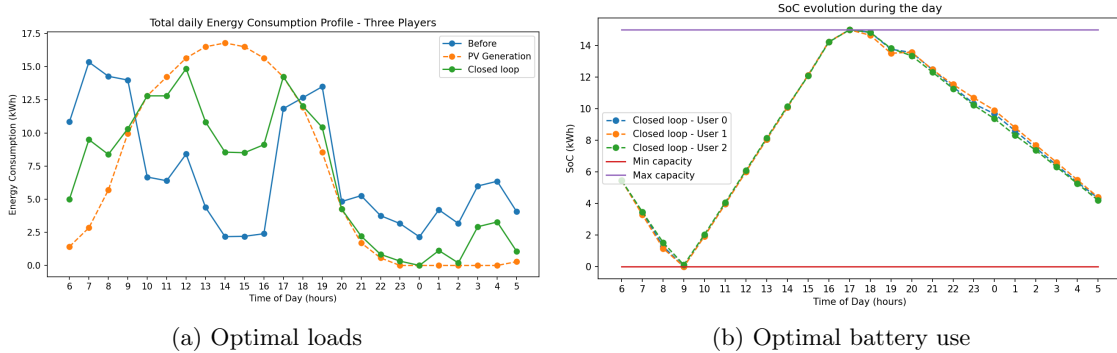 Total daily Energy Consumption Profile - Three Players
Energy Consumption (kWh)
17.5
15.0
12.5
10.0
7.5
5.0
2.5
0.0
Before
PV Generation
Closed loop
6 7 8 9 10 11 12 13 14 15 16 17 18 19 20 21 22 23 0 1 2 3 4 5
Time of Day (hours)
(a) Optimal loads
SoC evolution during the day
SoC (kWh)
14
12
10
8
6
4
2
0
Closed loop - User 0
Closed loop - User 1
Closed loop - User 2
Min capacity
Max capacity
6 7 8 9 10 11 12 13 14 15 16 17 18 19 20 21 22 23 0 1 2 3 4 5
Time of Day (hours)
(b) Optimal battery use